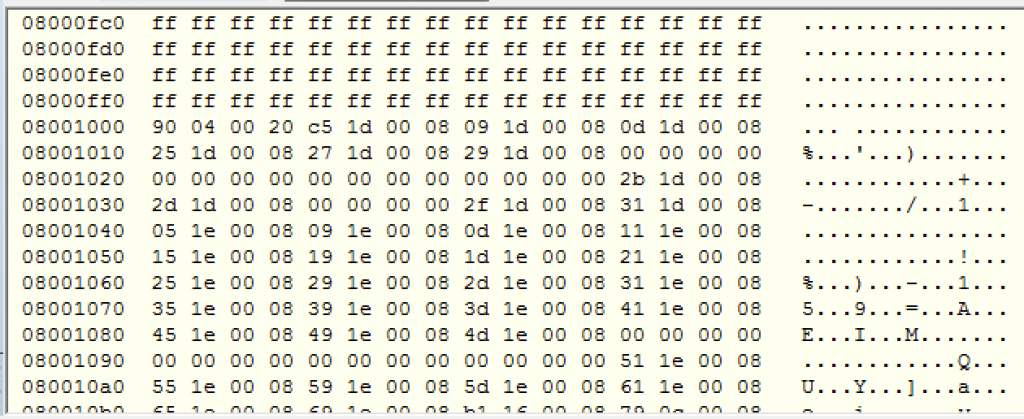 08000fc0 ff ff ff ff ff ff ff ff ff ff ff ff ff ff ff ff ................
08000fd0 ff ff ff ff ff ff ff ff ff ff ff ff ff ff ff ff ................
08000fe0 ff ff ff ff ff ff ff ff ff ff ff ff ff ff ff ff ................
08000ff0 ff ff ff ff ff ff ff ff ff ff ff ff ff ff ff ff ................
08001000 90 04 00 20 c5 1d 00 08 09 1d 00 08 0d 1d 00 08 ... ............
08001010 25 1d 00 08 27 1d 00 08 29 1d 00 08 00 00 00 00 %...'...).......
08001020 00 00 00 00 00 00 00 00 00 00 00 00 2b 1d 00 08 ............+...
08001030 2d 1d 00 08 00 00 00 00 2f 1d 00 08 31 1d 00 08 -......./...1...
08001040 05 1e 00 08 09 1e 00 08 0d 1e 00 08 11 1e 00 08 ................
08001050 15 1e 00 08 19 1e 00 08 1d 1e 00 08 21 1e 00 08 ............!...
08001060 25 1e 00 08 29 1e 00 08 2d 1e 00 08 31 1e 00 08 %...)...-...1...
08001070 35 1e 00 08 39 1e 00 08 3d 1e 00 08 41 1e 00 08 5...9...=...A...
08001080 45 1e 00 08 49 1e 00 08 4d 1e 00 08 00 00 00 00 E...I...M.......
08001090 00 00 00 00 00 00 00 00 00 00 00 00 51 1e 00 08 ............Q...
080010a0 55 1e 00 08 59 1e 00 08 5d 1e 00 08 61 1e 00 08 U...Y...]...a...